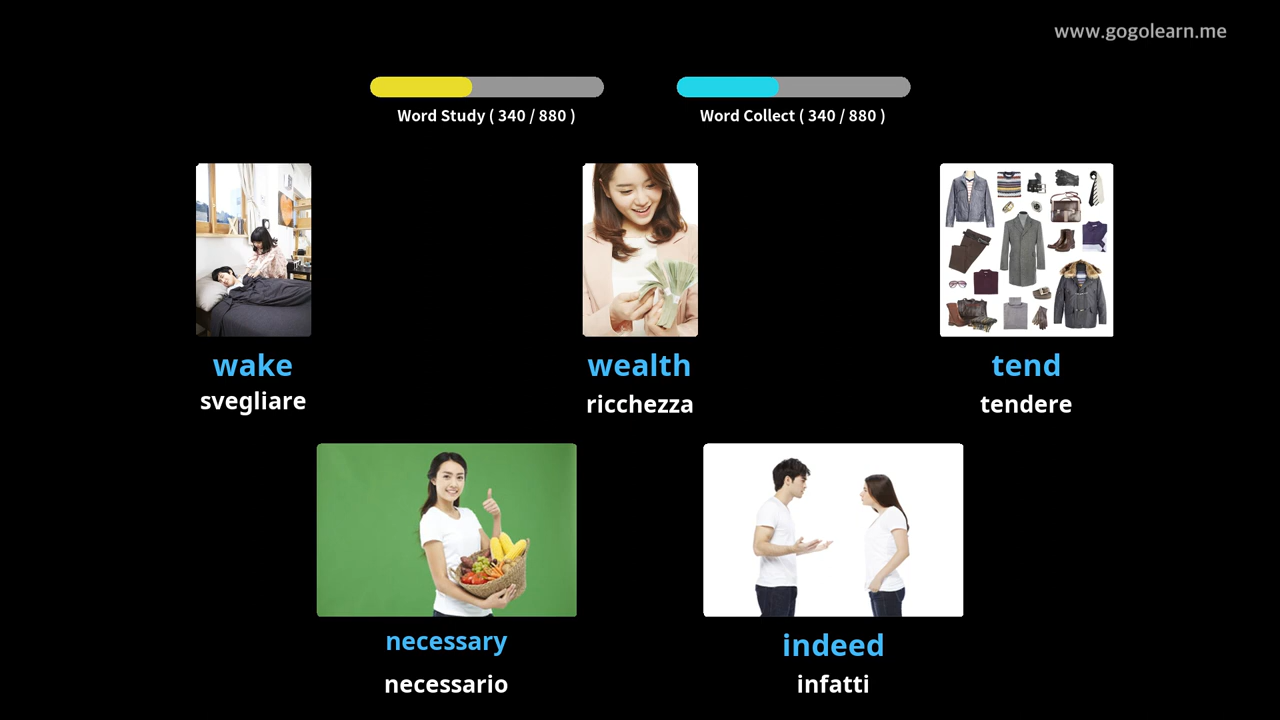 www.gogolearn.me
Word Study ( 340 / 880 )
Word Collect ( 340 / 880 )
wake
svegliare
wealth
ricchezza
tend
tendere
necessary
necessario
indeed
infatti